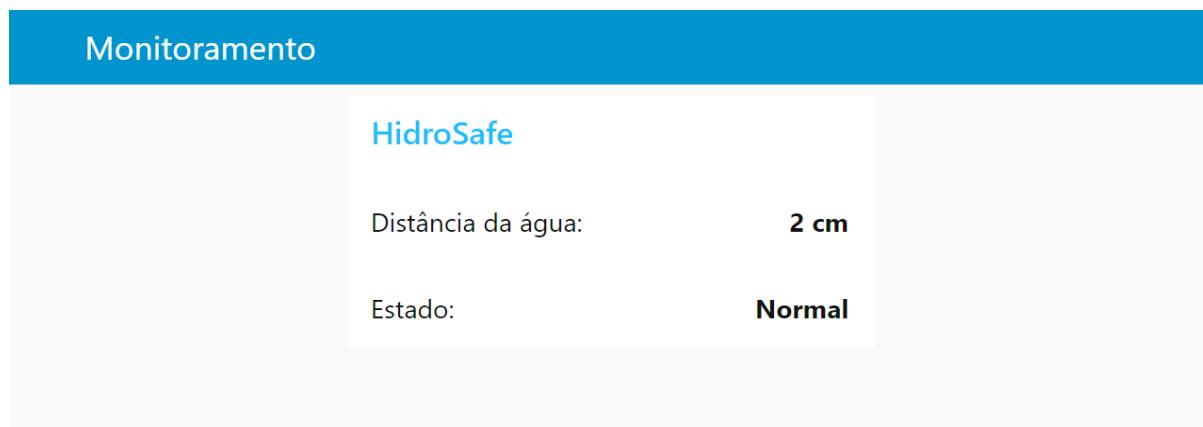 Monitoramento
HidroSafe
Distância da água: 2 cm
Estado: Normal